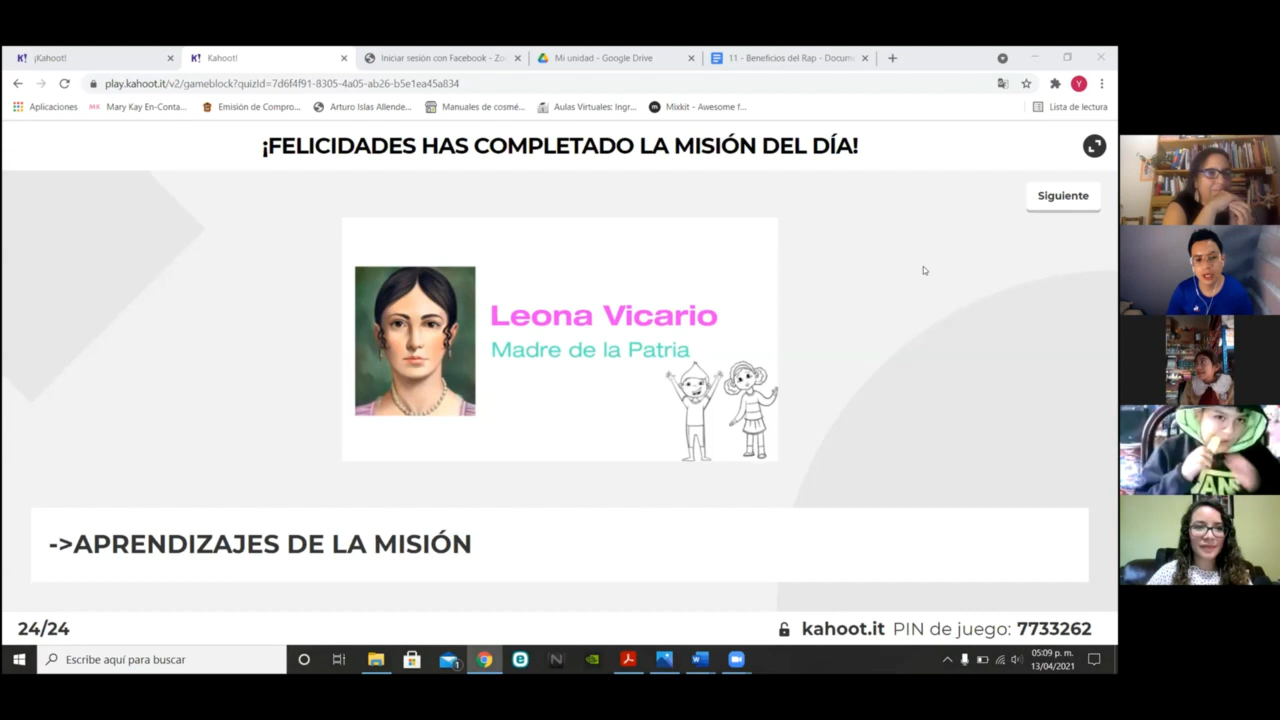 ¡Kahoot!
Kahoot!
Iniciar sesión con Facebook - Zo
Mi unidad - Google Drive
11 - Beneficios del Rap - Docum
play.kahoot.it/v2/gameblock?quizId=7d6f4f91-8305-4a05-ab26-b5e1ea45a834
Y
Aplicaciones
Mary Kay En-Conta...
Emisión de Compro...
Arturo Islas Allende...
Manuales de cosmé...
Aulas Virtuales: Ingr...
Mixkit - Awesome f...
Lista de lectura
¡FELICIDADES HAS COMPLETADO LA MISIÓN DEL DÍA!
Siguiente
Leona Vicario
Madre de la Patria
->APRENDIZAJES DE LA MISIÓN
24/24
kahoot.it PIN de juego: 7733262
Escribe aquí para buscar
05:09 p. m.
13/04/2021